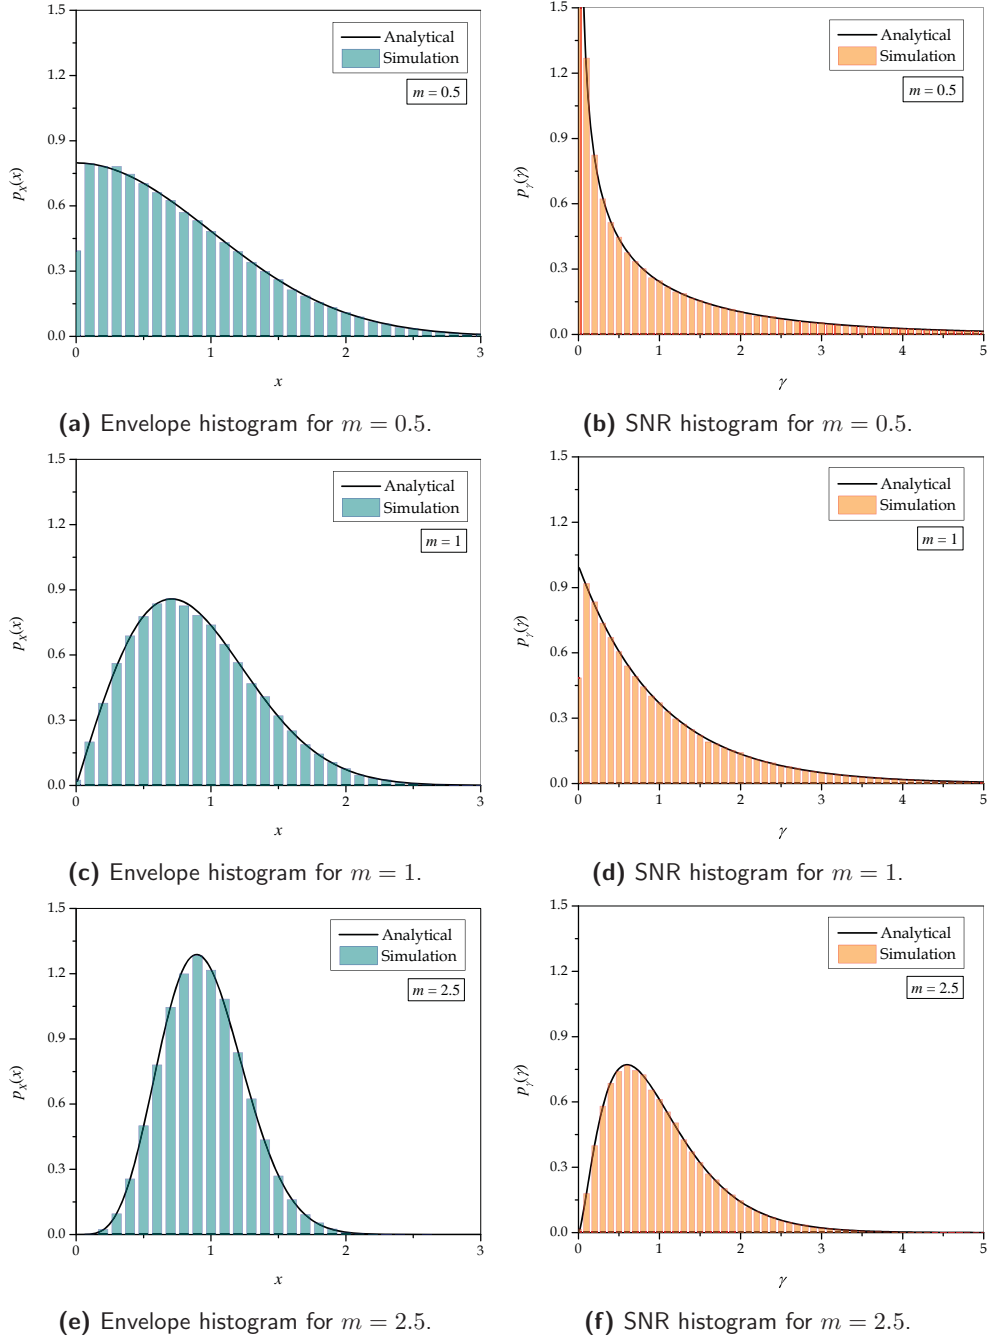 1.5
1.2
0.9
0.6
0.3
0.0
0
1
2
3
p_X(x)
x
Analytical
Simulation
m = 0.5
(a) Envelope histogram for m = 0.5.
1.5
1.2
0.9
0.6
0.3
0.0
0
1
2
3
4
5
p_γ(γ)
γ
Analytical
Simulation
m = 0.5
(b) SNR histogram for m = 0.5.
1.5
1.2
0.9
0.6
0.3
0.0
0
1
2
3
p_X(x)
x
Analytical
Simulation
m = 1
(c) Envelope histogram for m = 1.
1.5
1.2
0.9
0.6
0.3
0.0
0
1
2
3
4
5
p_γ(γ)
γ
Analytical
Simulation
m = 1
(d) SNR histogram for m = 1.
1.5
1.2
0.9
0.6
0.3
0.0
0
1
2
3
p_X(x)
x
Analytical
Simulation
m = 2.5
(e) Envelope histogram for m = 2.5.
1.5
1.2
0.9
0.6
0.3
0.0
0
1
2
3
4
5
p_γ(γ)
γ
Analytical
Simulation
m = 2.5
(f) SNR histogram for m = 2.5.